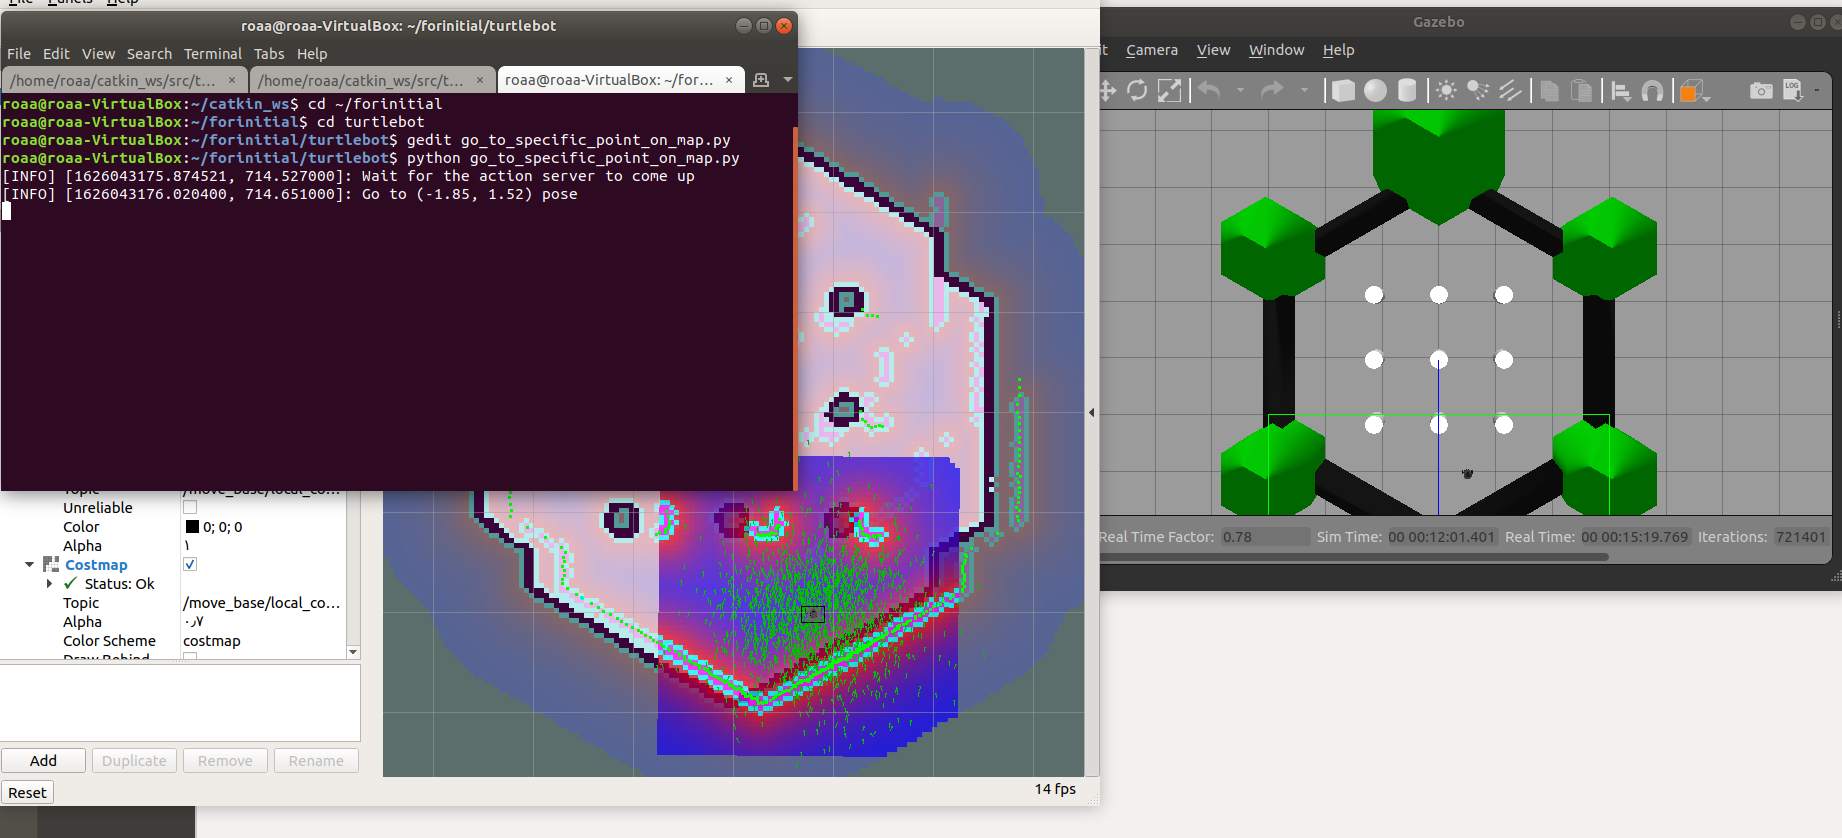 File Edit View Help
roaa@roaa-VirtualBox: ~/forinitial/turtlebot
File Edit View Search Terminal Tabs Help
/home/roaa/catkin_ws/src/t... × /home/roaa/catkin_ws/src/t... × roaa@roaa-VirtualBox: ~/for... ×
roaa@roaa-VirtualBox:~/catkin_ws$ cd ~/forinitial
roaa@roaa-VirtualBox:~/forinitial$ cd turtlebot
roaa@roaa-VirtualBox:~/forinitial/turtlebot$ gedit go_to_specific_point_on_map.py
roaa@roaa-VirtualBox:~/forinitial/turtlebot$ python go_to_specific_point_on_map.py
[INFO] [1626043175.874521, 714.527000]: Wait for the action server to come up
[INFO] [1626043176.020400, 714.651000]: Go to (-1.85, 1.52) pose
Topic /move_base/local_co...
Unreliable
Color 0; 0; 0
Alpha ١
Costmap
Status: Ok
Topic /move_base/local_co...
Alpha ٠٫٧
Color Scheme costmap
Draw Behind
Add Duplicate Remove Rename
Reset
14 fps
Gazebo
Camera View Window Help
LOG
Real Time Factor: 0.78 Sim Time: 00 00:12:01.401 Real Time: 00 00:15:19.769 Iterations: 721401